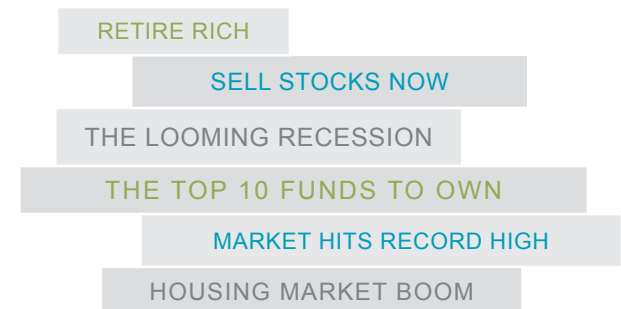 RETIRE RICH
SELL STOCKS NOW
THE LOOMING RECESSION
THE TOP 10 FUNDS TO OWN
MARKET HITS RECORD HIGH
HOUSING MARKET BOOM